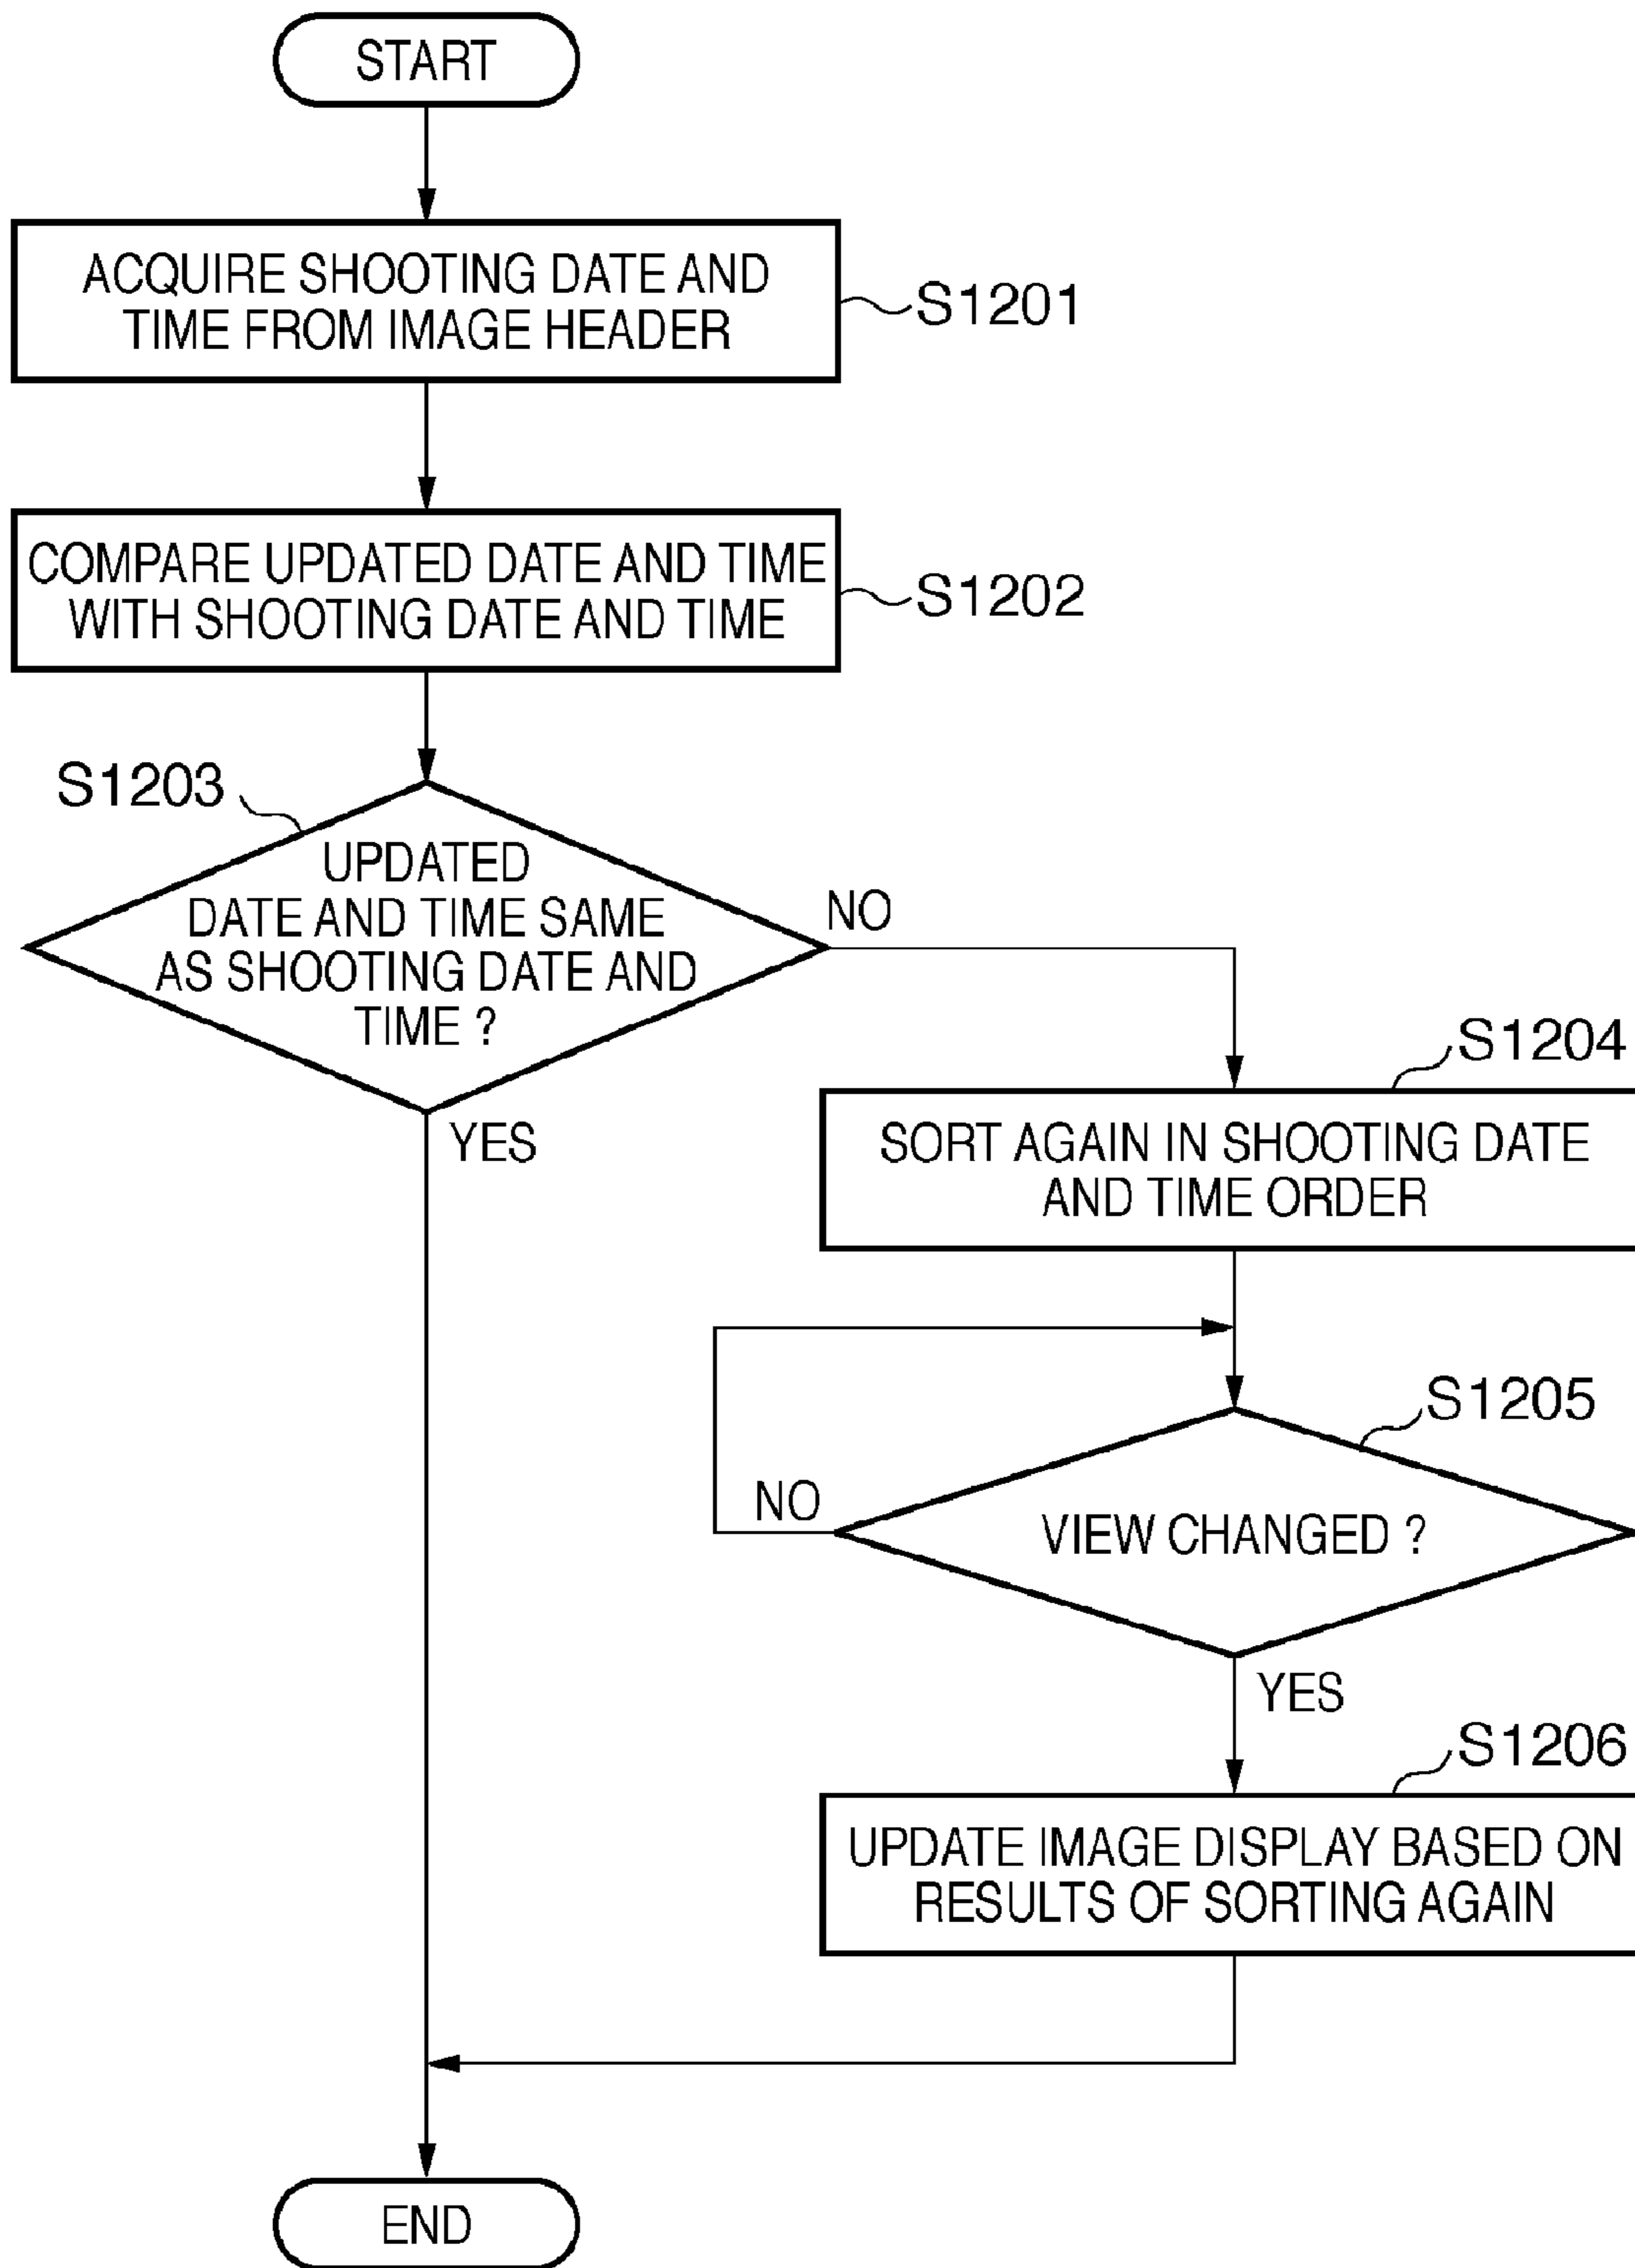 START
ACQUIRE SHOOTING DATE AND
TIME FROM IMAGE HEADER
S1201
COMPARE UPDATED DATE AND TIME
WITH SHOOTING DATE AND TIME
S1202
S1203
UPDATED
DATE AND TIME SAME
AS SHOOTING DATE AND
TIME ?
NO
YES
S1204
SORT AGAIN IN SHOOTING DATE
AND TIME ORDER
S1205
VIEW CHANGED ?
NO
YES
S1206
UPDATE IMAGE DISPLAY BASED ON
RESULTS OF SORTING AGAIN
END